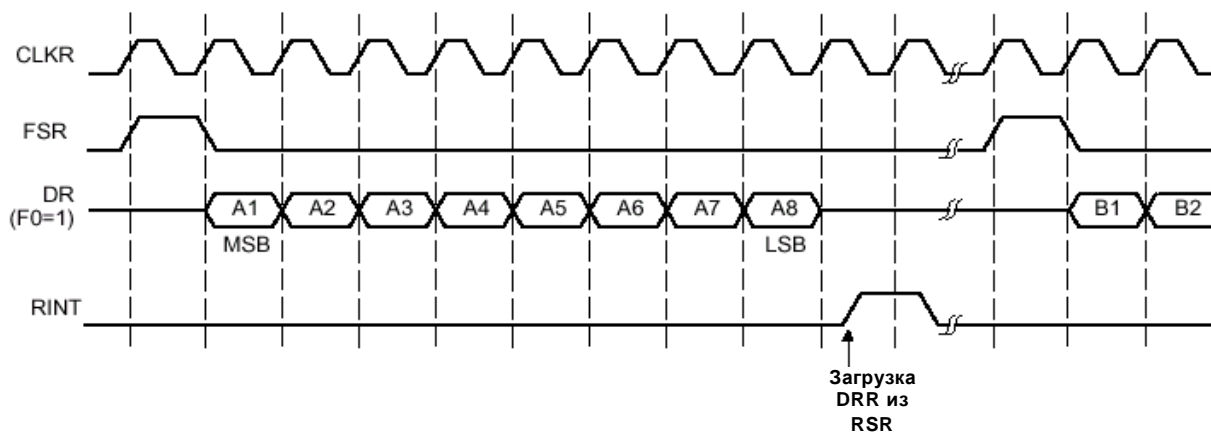 CLKR
FSR
DR
(F0=1)
A1 A2 A3 A4 A5 A6 A7 A8 B1 B2
MSB LSB
RINT
Загрузка
DRR из
RSR